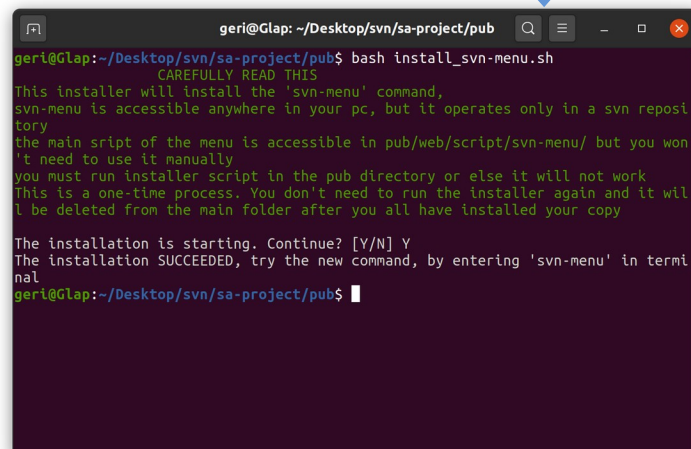 geri@Glap: ~/Desktop/svn/sa-project/pub
geri@Glap:~/Desktop/svn/sa-project/pub$ bash install_svn-menu.sh
CAREFULLY READ THIS
This installer will install the 'svn-menu' command,
svn-menu is accessible anywhere in your pc, but it operates only in a svn reposi
tory
the main sript of the menu is accessible in pub/web/script/svn-menu/ but you won
't need to use it manually
you must run installer script in the pub directory or else it will not work
This is a one-time process. You don't need to run the installer again and it wil
l be deleted from the main folder after you all have installed your copy
The installation is starting. Continue? [Y/N] Y
The installation SUCCEEDED, try the new command, by entering 'svn-menu' in termi
nal
geri@Glap:~/Desktop/svn/sa-project/pub$